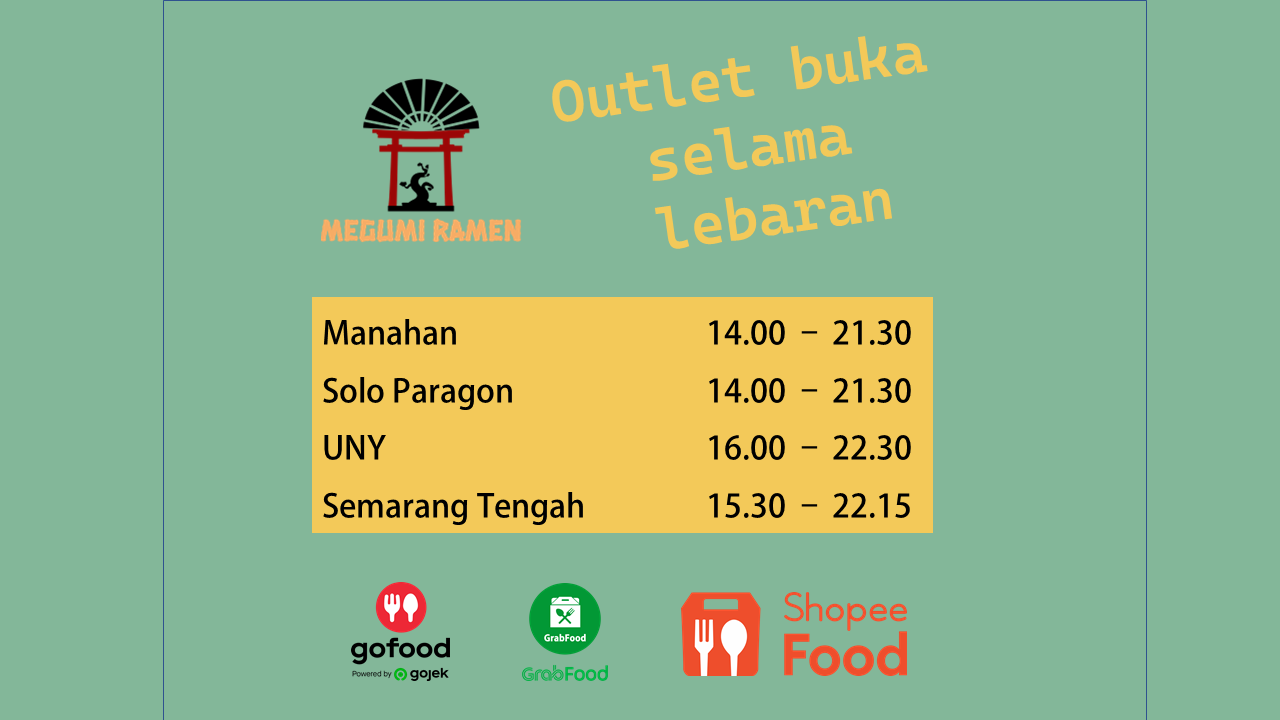 Outlet buka
selama
lebaran
MEGUMI RAMEN
Manahan 14.00 – 21.30
Solo Paragon 14.00 – 21.30
UNY 16.00 – 22.30
Semarang Tengah 15.30 – 22.15
gofood
Powered by gojek
GrabFood
GrabFood
Shopee
Food